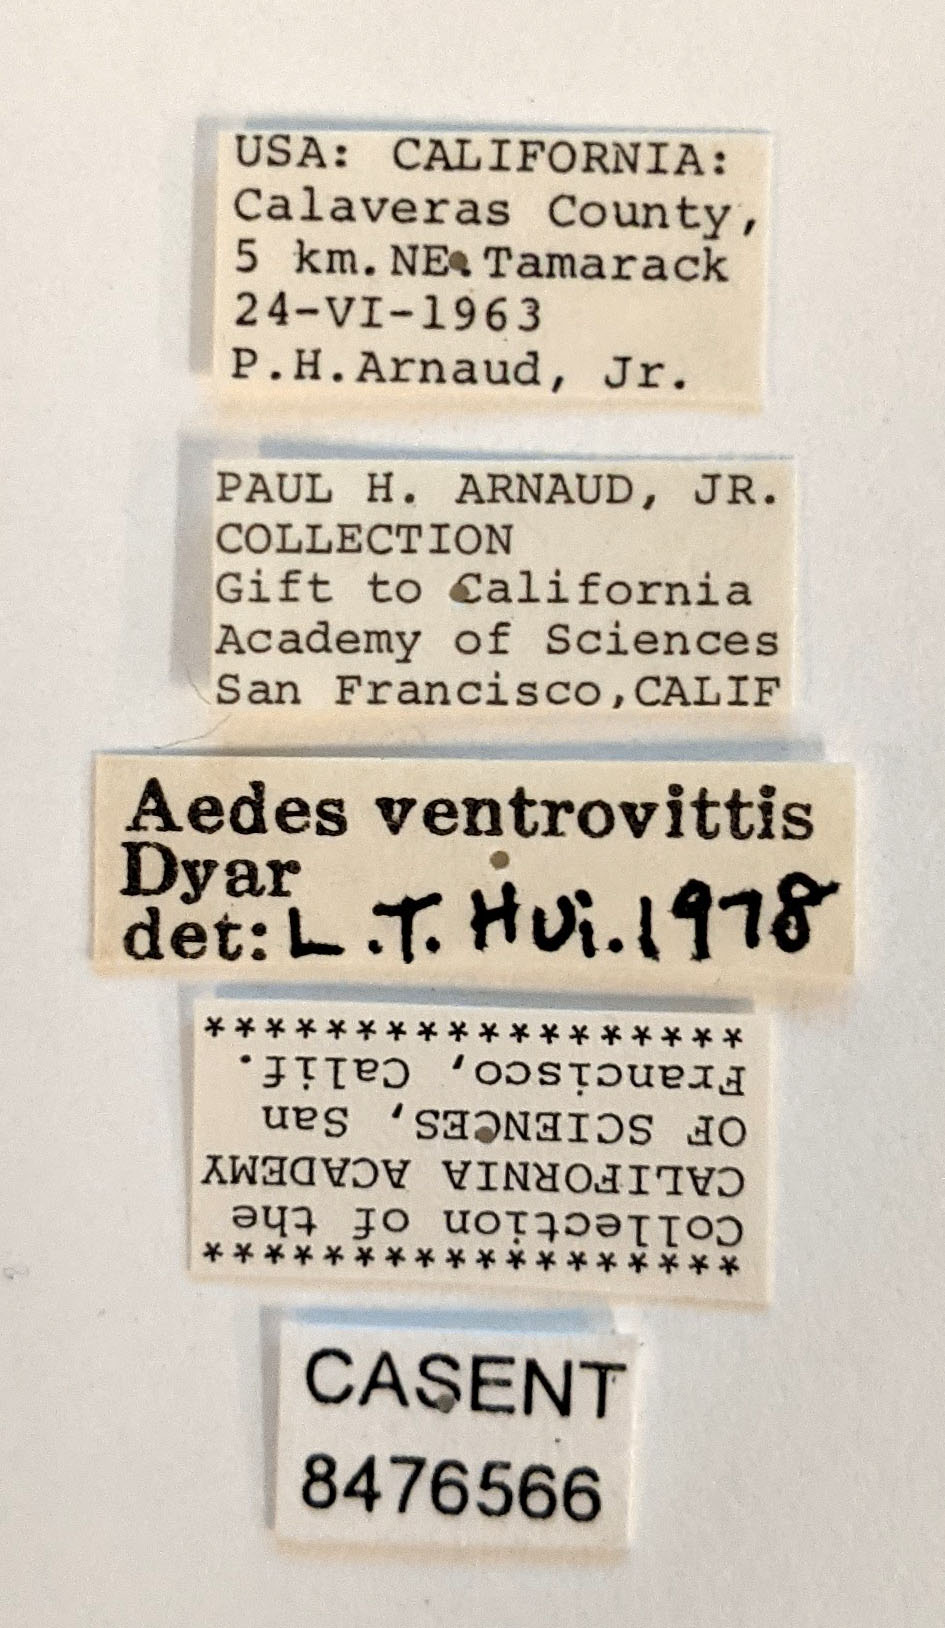 USA: CALIFORNIA:
Calaveras County,
5 km.NE.Tamarack
24-VI-1963
P.H.Arnaud, Jr.
PAUL H. ARNAUD, JR.
COLLECTION
Gift to California
Academy of Sciences
San Francisco,CALIF
Aedes ventrovittis
Dyar
det: L.T. Hui. 1978
******************
Collection of the
CALIFORNIA ACADEMY
OF SCIENCES, San
Francisco, Calif.
******************
CASENT
8476566